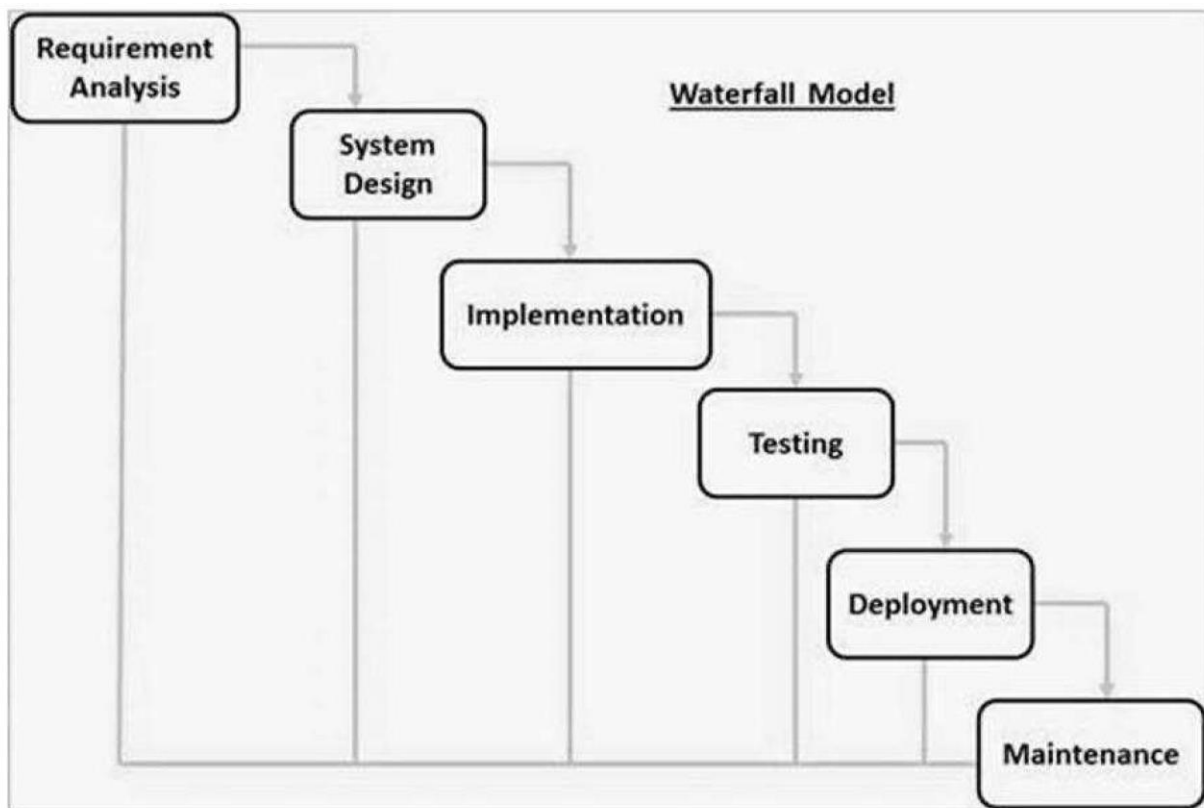 Requirement
Analysis
Waterfall Model
System
Design
Implementation
Testing
Deployment
Maintenance